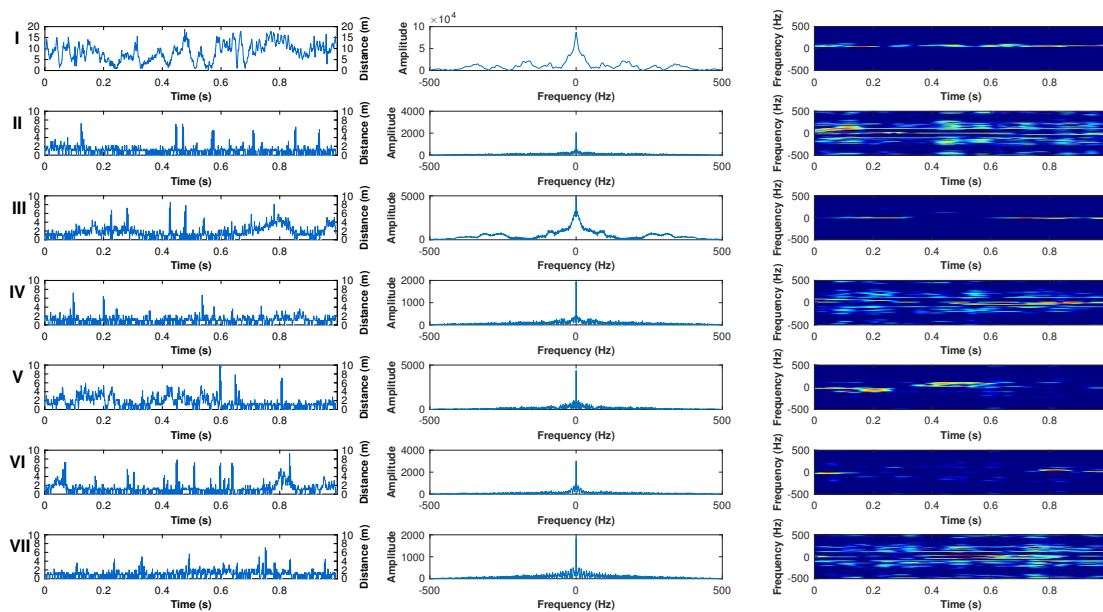 I
20 15 10 5 0
20 15 10 5 0
Distance (m)
0 0.2 0.4 0.6 0.8
Time (s)
×10⁴
Amplitude
10 5 0
-500 0 500
Frequency (Hz)
Frequency (Hz)
500 0 -500
0 0.2 0.4 0.6 0.8
Time (s)
II
10 8 6 4 2 0
10 8 6 4 2 0
Distance (m)
0 0.2 0.4 0.6 0.8
Time (s)
Amplitude
4000 2000 0
-500 0 500
Frequency (Hz)
Frequency (Hz)
500 0 -500
0 0.2 0.4 0.6 0.8
Time (s)
III
10 8 6 4 2 0
10 8 6 4 2 0
Distance (m)
0 0.2 0.4 0.6 0.8
Time (s)
Amplitude
5000 0
-500 0 500
Frequency (Hz)
Frequency (Hz)
500 0 -500
0 0.2 0.4 0.6 0.8
Time (s)
IV
10 8 6 4 2 0
10 8 6 4 2 0
Distance (m)
0 0.2 0.4 0.6 0.8
Time (s)
Amplitude
2000 1000 0
-500 0 500
Frequency (Hz)
Frequency (Hz)
500 0 -500
0 0.2 0.4 0.6 0.8
Time (s)
V
10 8 6 4 2 0
10 8 6 4 2 0
Distance (m)
0 0.2 0.4 0.6 0.8
Time (s)
Amplitude
5000 0
-500 0 500
Frequency (Hz)
Frequency (Hz)
500 0 -500
0 0.2 0.4 0.6 0.8
Time (s)
VI
10 8 6 4 2 0
10 8 6 4 2 0
Distance (m)
0 0.2 0.4 0.6 0.8
Time (s)
Amplitude
4000 2000 0
-500 0 500
Frequency (Hz)
Frequency (Hz)
500 0 -500
0 0.2 0.4 0.6 0.8
Time (s)
VII
10 8 6 4 2 0
10 8 6 4 2 0
Distance (m)
0 0.2 0.4 0.6 0.8
Time (s)
Amplitude
2000 1000 0
-500 0 500
Frequency (Hz)
Frequency (Hz)
500 0 -500
0 0.2 0.4 0.6 0.8
Time (s)